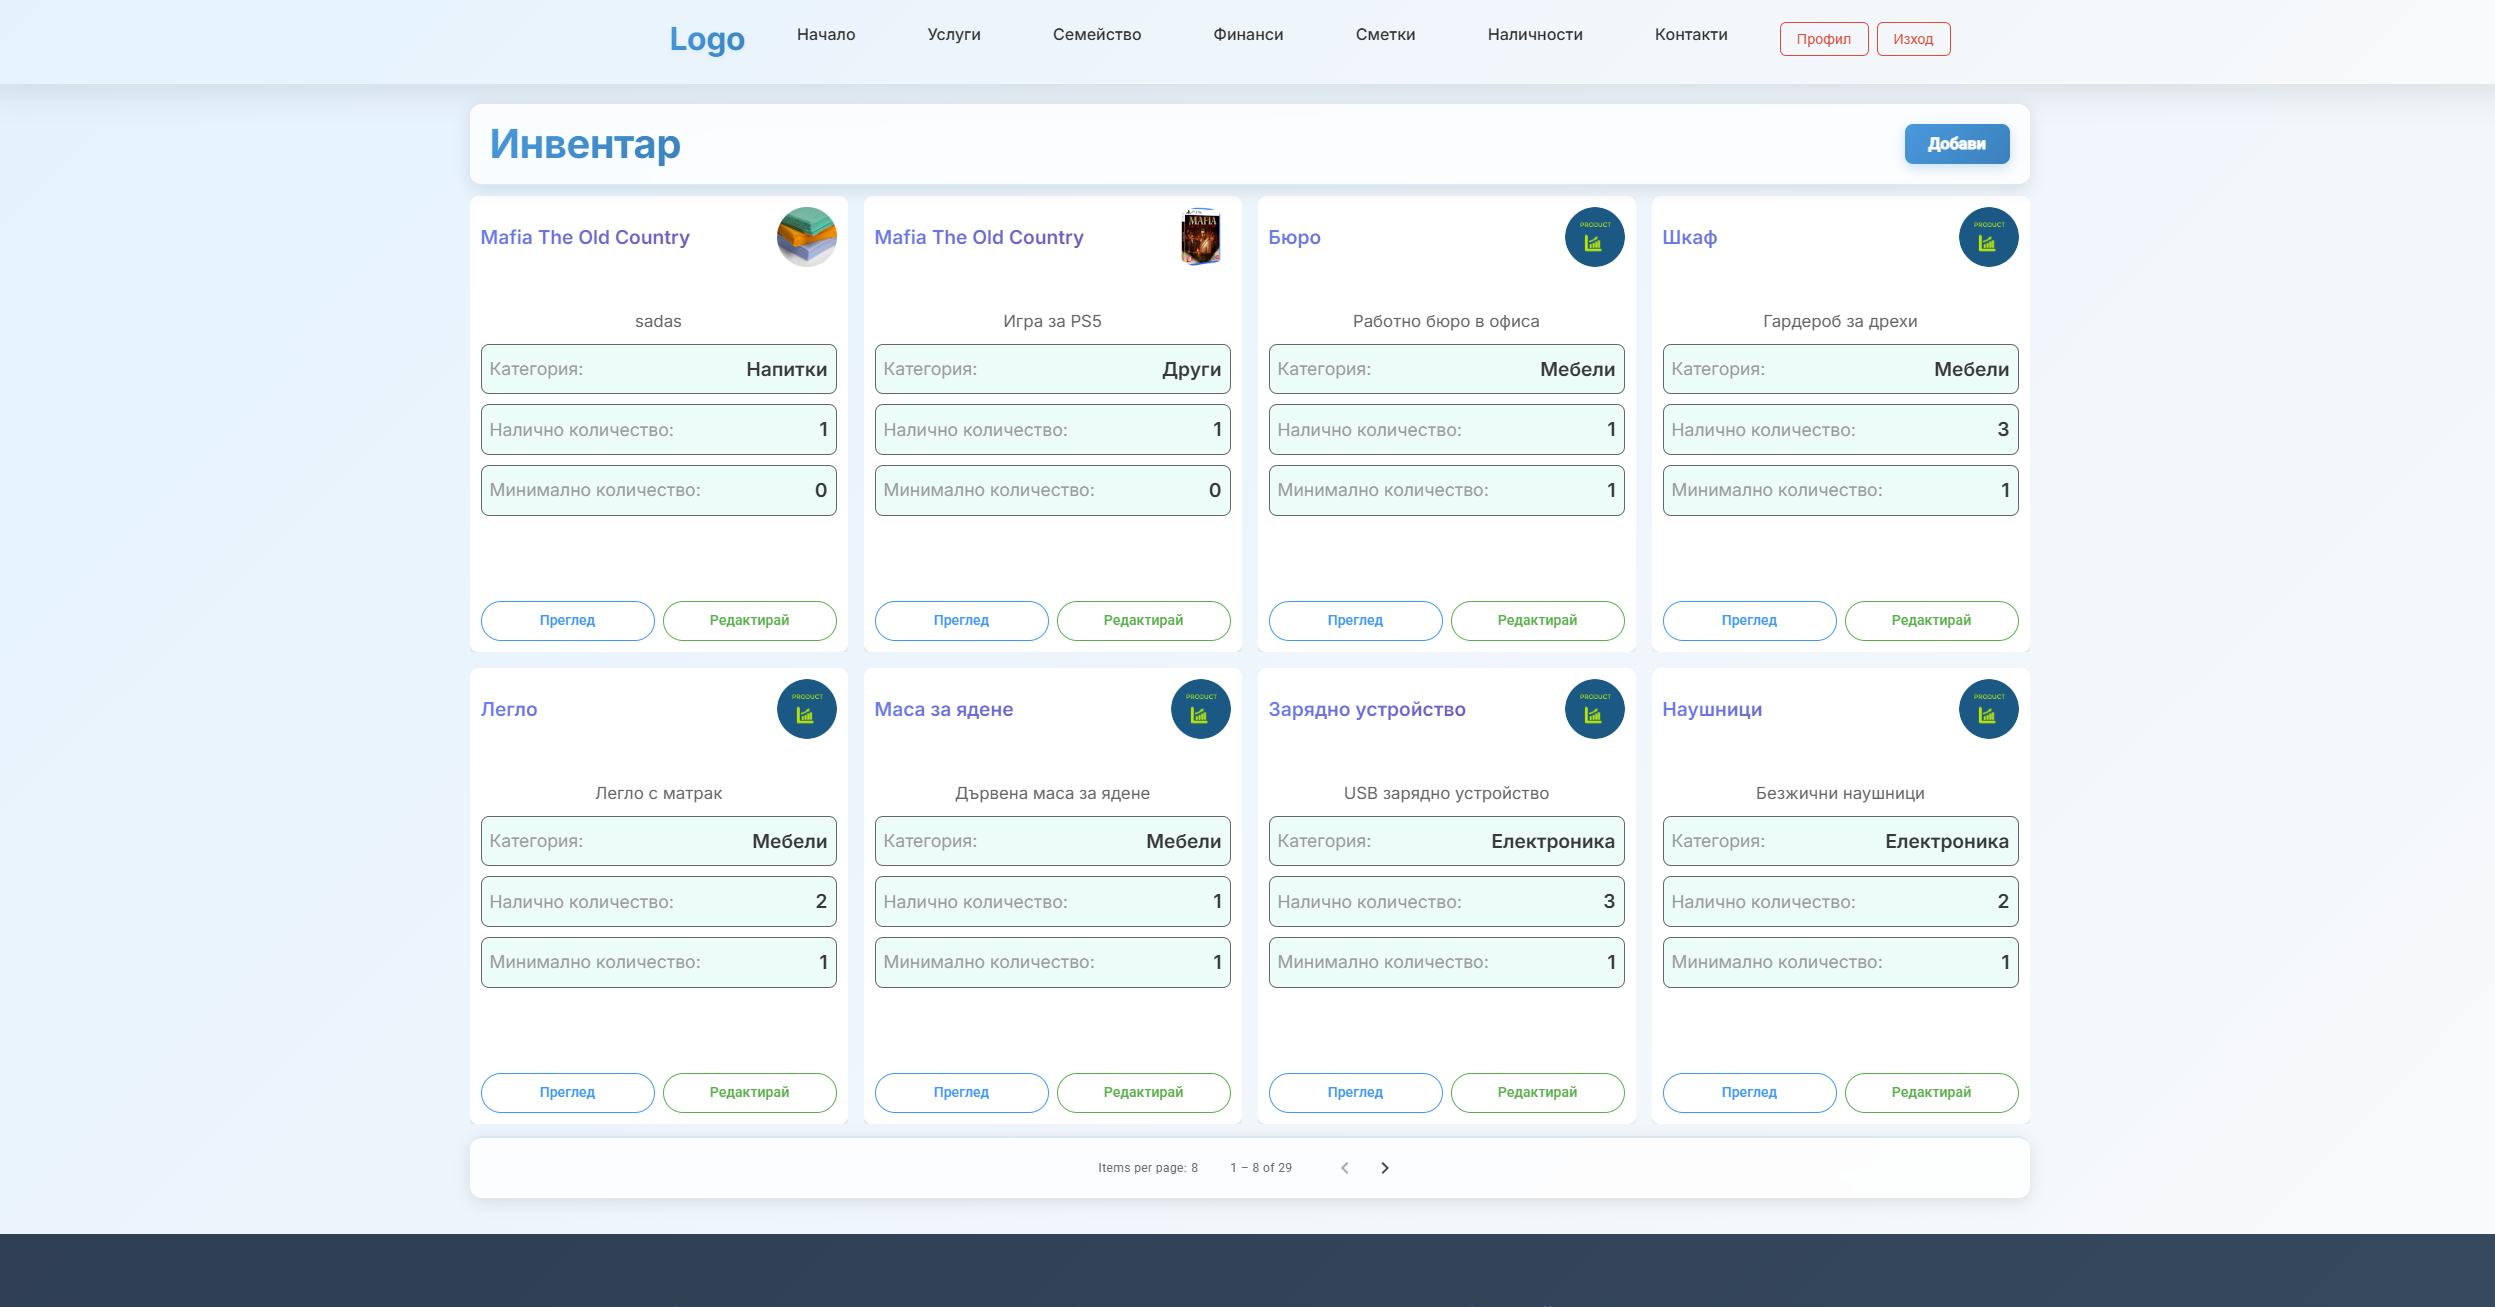 Logo
Начало
Услуги
Семейство
Финанси
Сметки
Наличности
Контакти
Профил
Изход
Инвентар
Добави
Mafia The Old Country
sadas
Категория: Напитки
Налично количество: 1
Минимално количество: 0
Преглед
Редактирай
Mafia The Old Country
MAFIA
Игра за PS5
Категория: Други
Налично количество: 1
Минимално количество: 0
Преглед
Редактирай
Бюро
PRODUCT
Работно бюро в офиса
Категория: Мебели
Налично количество: 1
Минимално количество: 1
Преглед
Редактирай
Шкаф
PRODUCT
Гардероб за дрехи
Категория: Мебели
Налично количество: 3
Минимално количество: 1
Преглед
Редактирай
Легло
PRODUCT
Легло с матрак
Категория: Мебели
Налично количество: 2
Минимално количество: 1
Преглед
Редактирай
Маса за ядене
PRODUCT
Дървена маса за ядене
Категория: Мебели
Налично количество: 1
Минимално количество: 1
Преглед
Редактирай
Зарядно устройство
PRODUCT
USB зарядно устройство
Категория: Електроника
Налично количество: 3
Минимално количество: 1
Преглед
Редактирай
Наушници
PRODUCT
Безжични наушници
Категория: Електроника
Налично количество: 2
Минимално количество: 1
Преглед
Редактирай
Items per page: 8
1 – 8 of 29